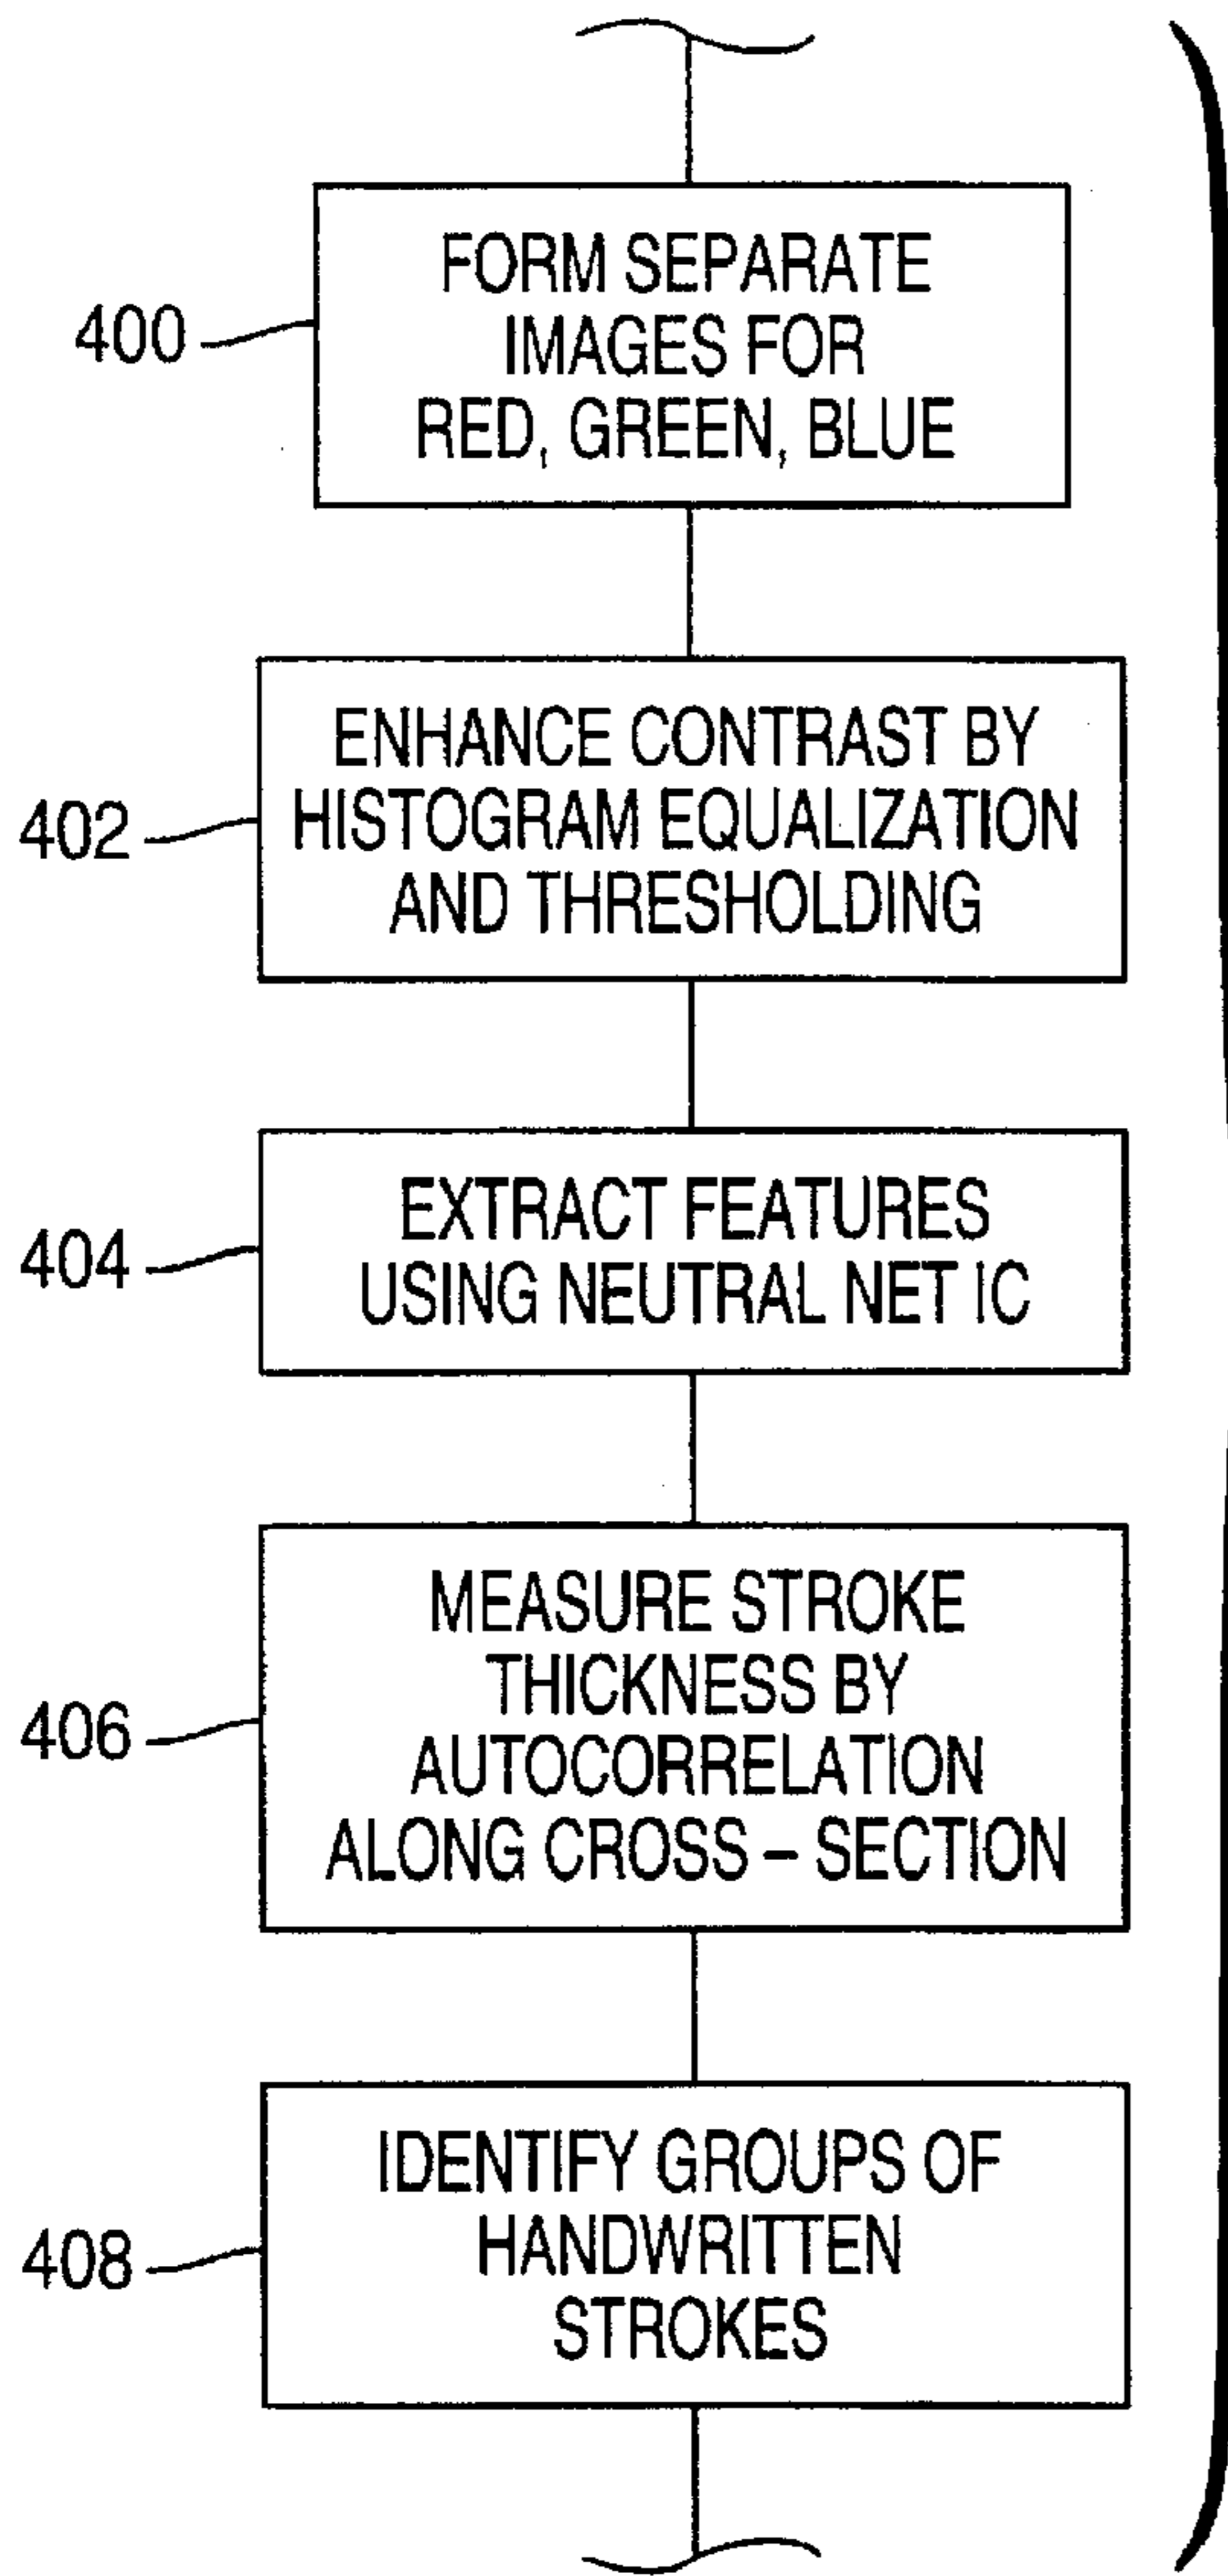 FORM SEPARATE
IMAGES FOR
RED, GREEN, BLUE
400
ENHANCE CONTRAST BY
HISTOGRAM EQUALIZATION
AND THRESHOLDING
402
EXTRACT FEATURES
USING NEUTRAL NET IC
404
MEASURE STROKE
THICKNESS BY
AUTOCORRELATION
ALONG CROSS – SECTION
406
IDENTIFY GROUPS OF
HANDWRITTEN
STROKES
408